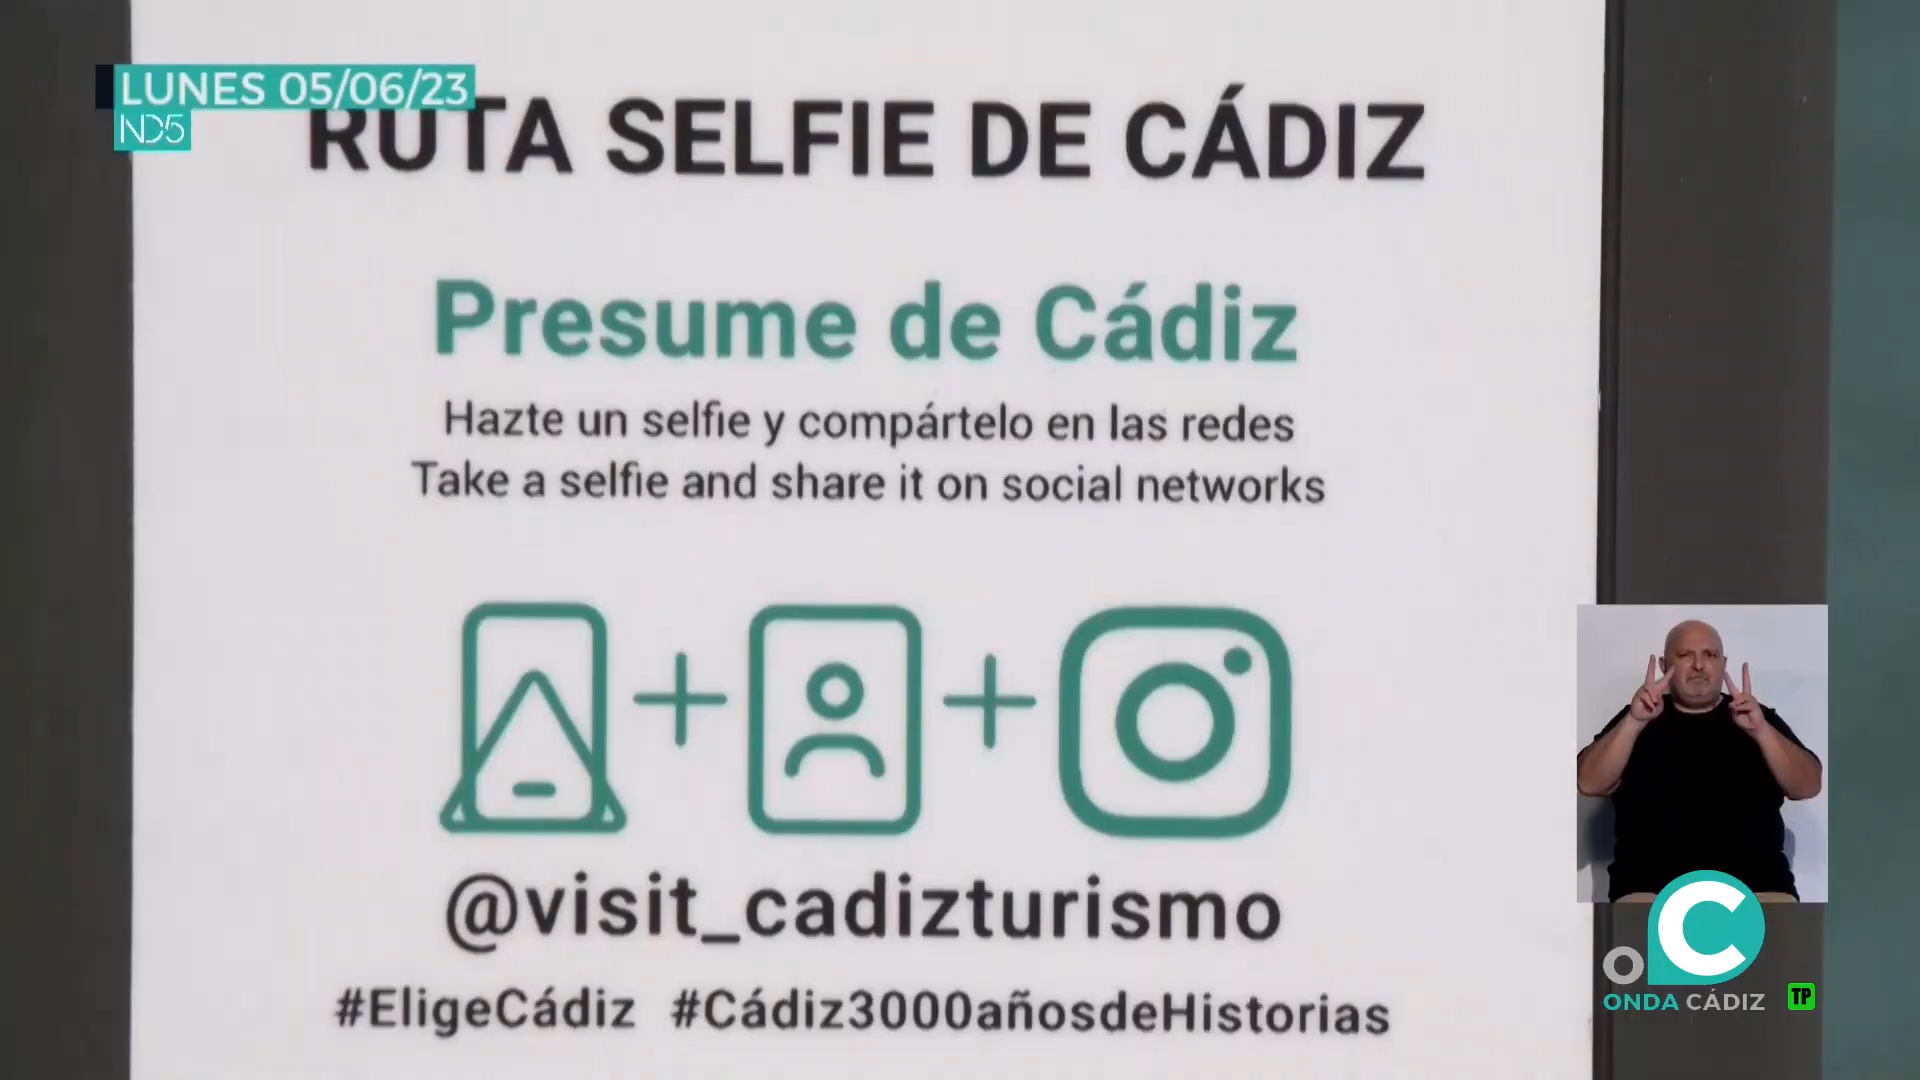 LUNES 05/06/23
ND5
RUTA SELFIE DE CÁDIZ
Presume de Cádiz
Hazte un selfie y compártelo en las redes
Take a selfie and share it on social networks
@visit_cadizturismo
#EligeCádiz #Cádiz3000añosdeHistorias
ONDA CÁDIZ
TP